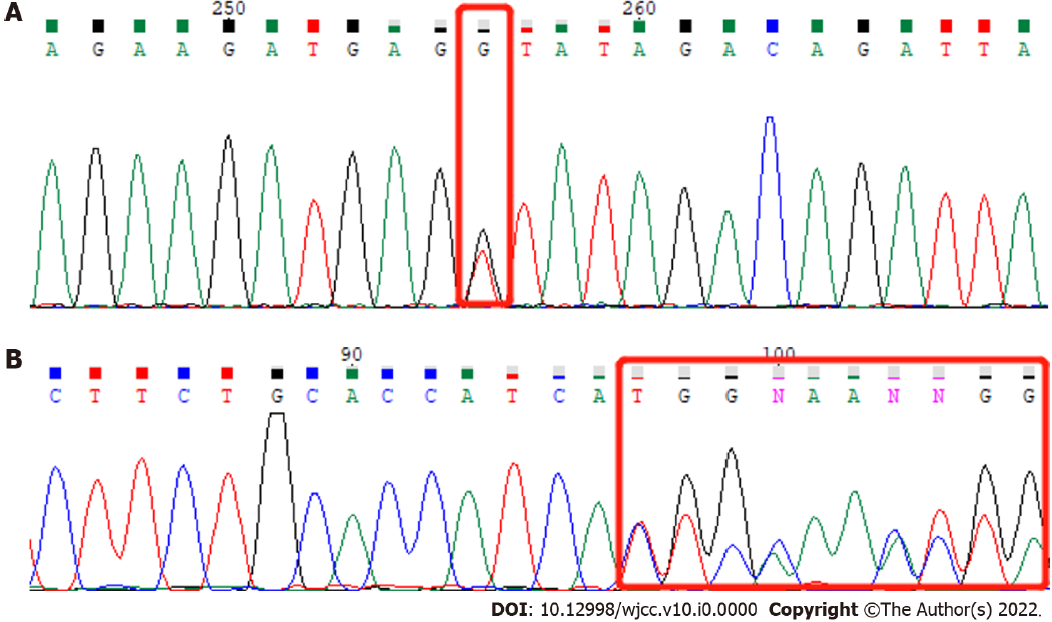 A
250 260
A G A A G A T G A G G T A T A G A C A G A T T A
B
90 100
C T T C T G C A C C A T C A T G G N A A N N G G
DOI: 10.12998/wjcc.v10.i0.0000 Copyright ©The Author(s) 2022.